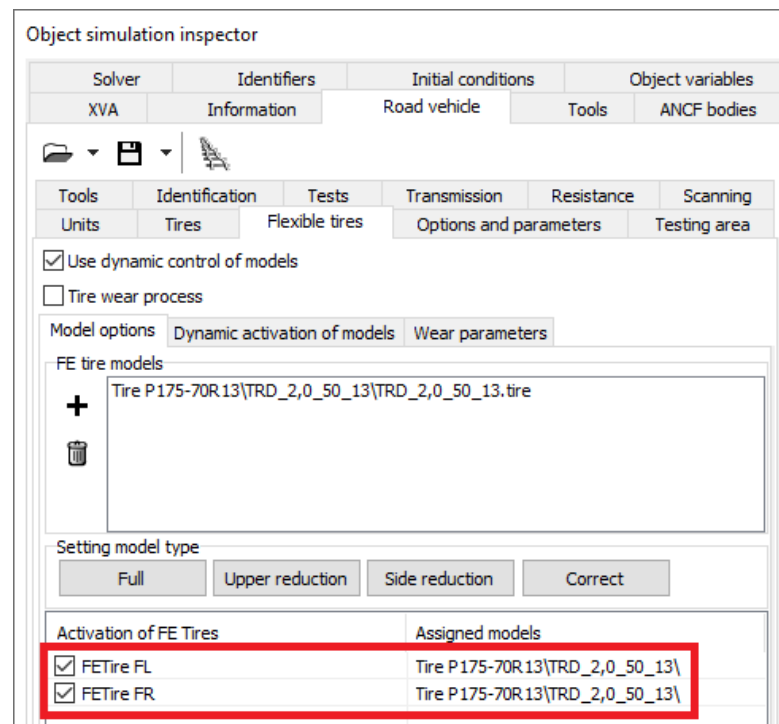 Object simulation inspector
Solver Identifiers Initial conditions Object variables
XVA Information Road vehicle Tools ANCF bodies
Tools Identification Tests Transmission Resistance Scanning
Units Tires Flexible tires Options and parameters Testing area
Use dynamic control of models
Tire wear process
Model options Dynamic activation of models Wear parameters
FE tire models
Tire P175-70R13\TRD_2,0_50_13\TRD_2,0_50_13.tire
Setting model type
Full Upper reduction Side reduction Correct
Activation of FE Tires Assigned models
FETire FL Tire P175-70R13\TRD_2,0_50_13\
FETire FR Tire P175-70R13\TRD_2,0_50_13\